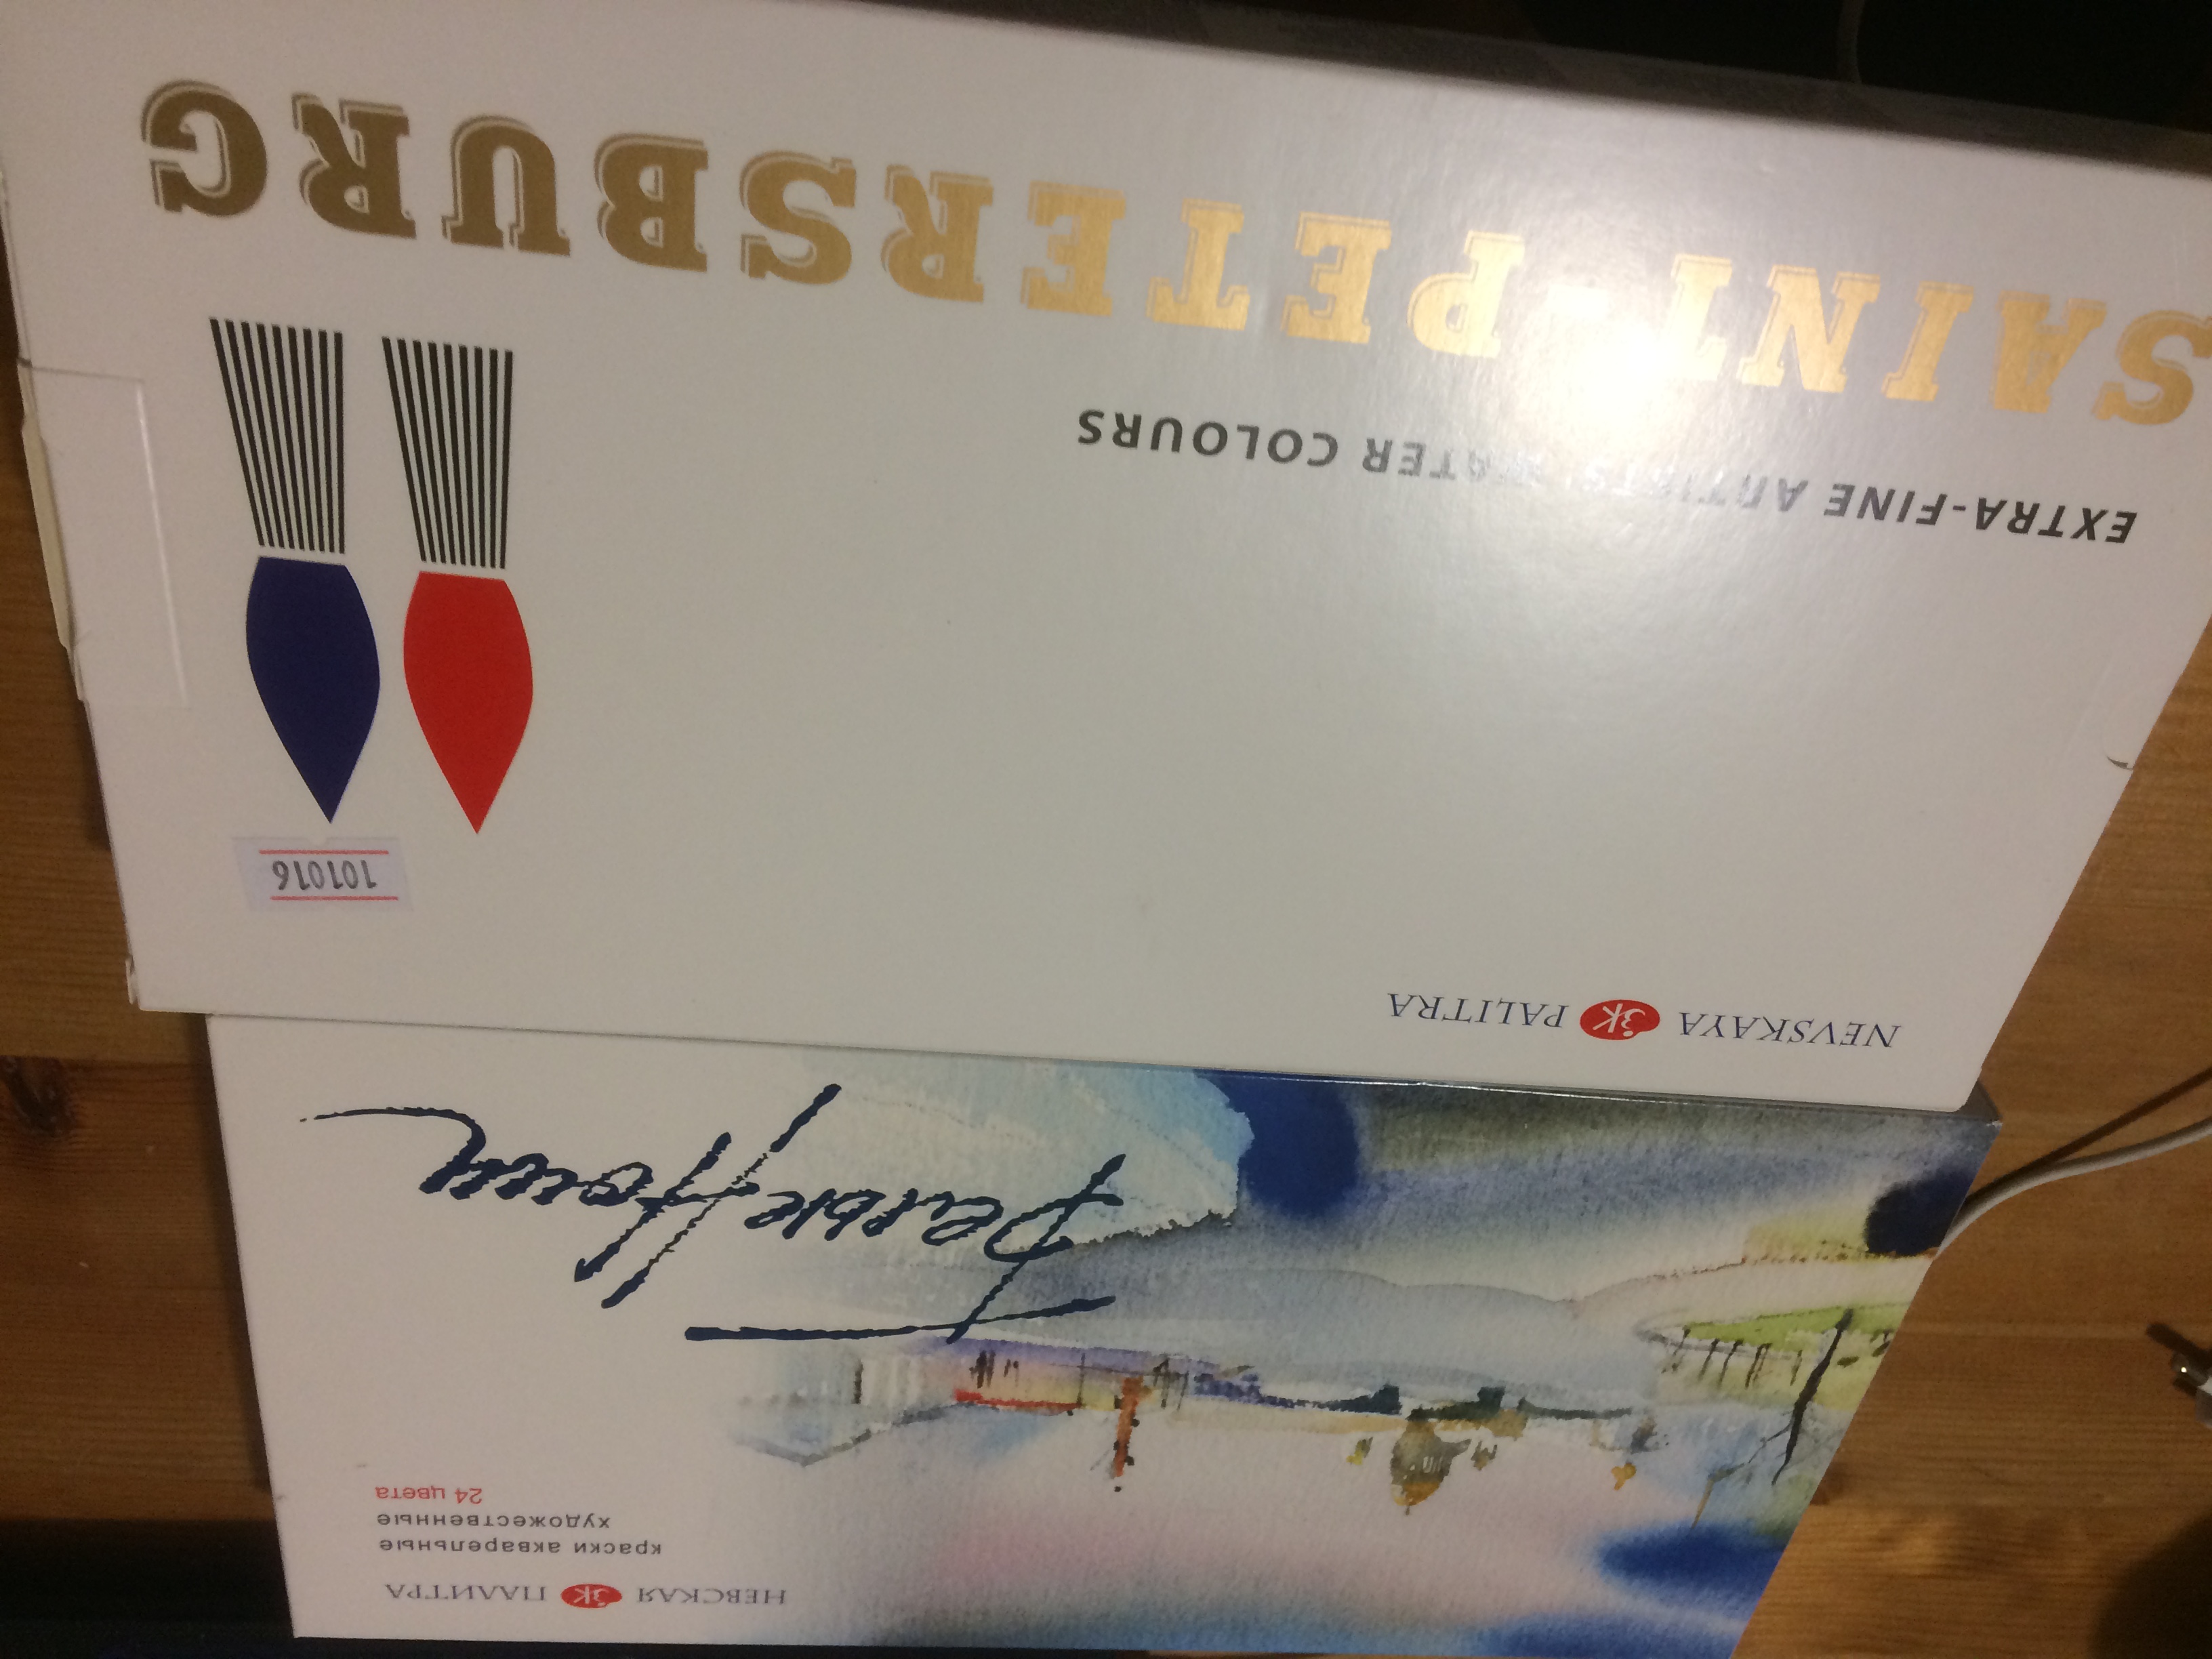 НЕВСКАЯ ЗК ПАЛИТРА
краски акварельные
художественные
24 цвета
Белые Ночи
NEVSKAYA ЗК PALITRA
101016
EXTRA-FINE WATER COLOURS
SAINT-PETERSBURG